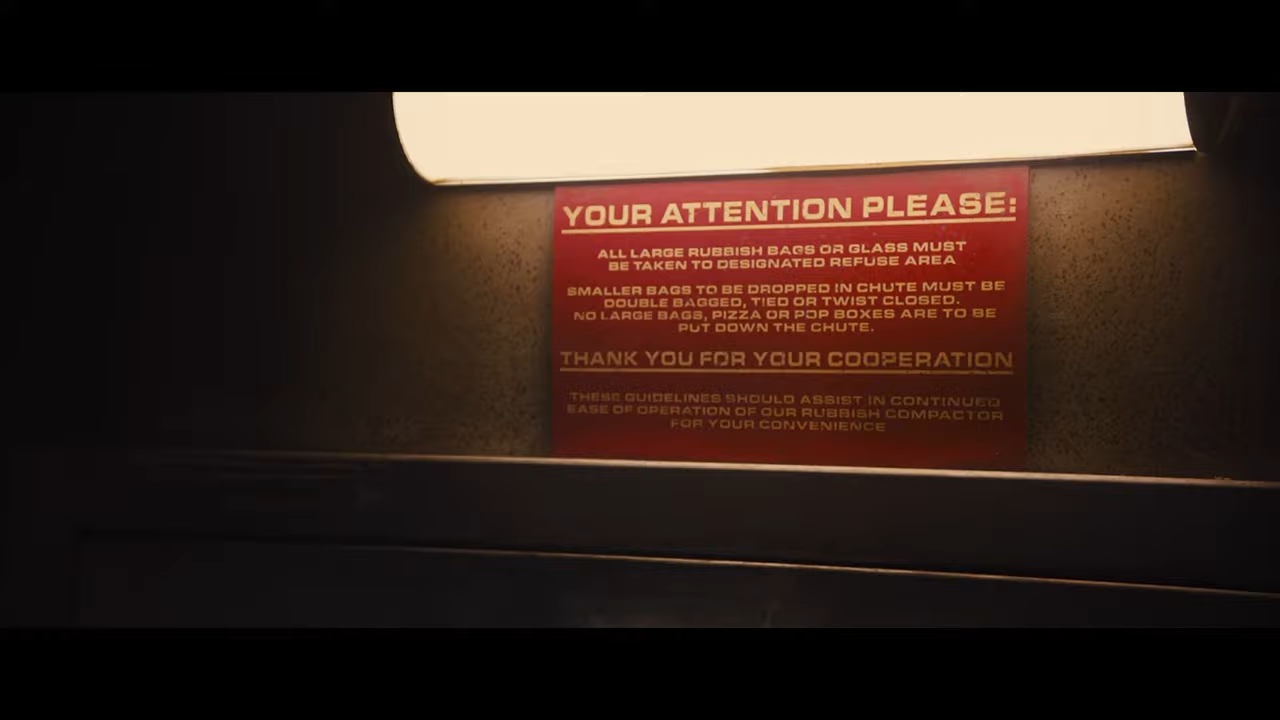 YOUR ATTENTION PLEASE:
ALL LARGE RUBBISH BAGS OR GLASS MUST
BE TAKEN TO DESIGNATED REFUSE AREA
SMALLER BAGS TO BE DROPPED IN CHUTE MUST BE
DOUBLE BAGGED, TIED OR TWIST CLOSED.
NO LARGE BAGS, PIZZA OR POP BOXES ARE TO BE
PUT DOWN THE CHUTE.
THANK YOU FOR YOUR COOPERATION
THESE GUIDELINES SHOULD ASSIST IN CONTINUED
EASE OF OPERATION OF OUR RUBBISH COMPACTOR
FOR YOUR CONVENIENCE